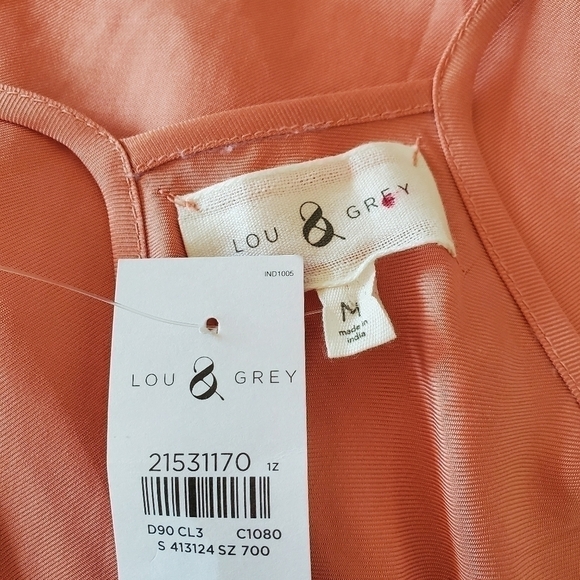 LOU & GREY
M
made in
india
IND1005
LOU & GREY
21531170 1Z
D90 CL3 C1080
S 413124 SZ 700